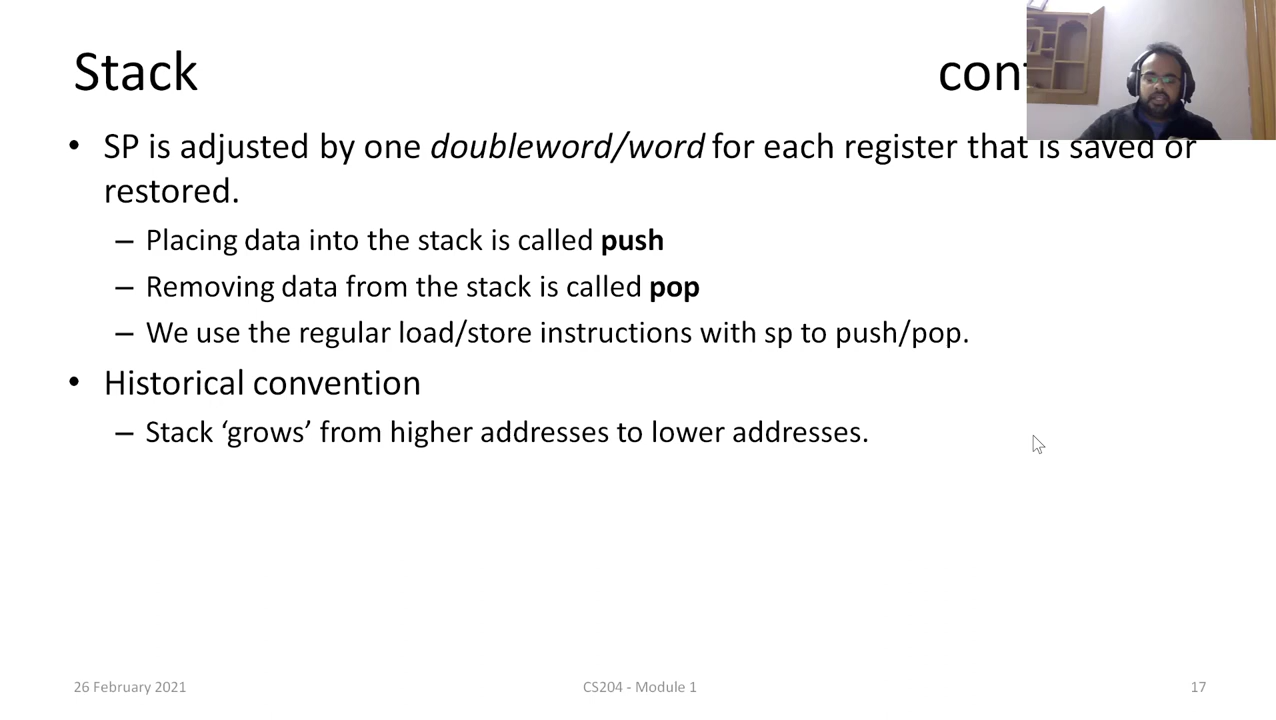 Stack
• SP is adjusted by one doubleword/word for each register that is saved or
restored.
– Placing data into the stack is called push
– Removing data from the stack is called pop
– We use the regular load/store instructions with sp to push/pop.
• Historical convention
– Stack ‘grows’ from higher addresses to lower addresses.
26 February 2021 CS204 - Module 1 17